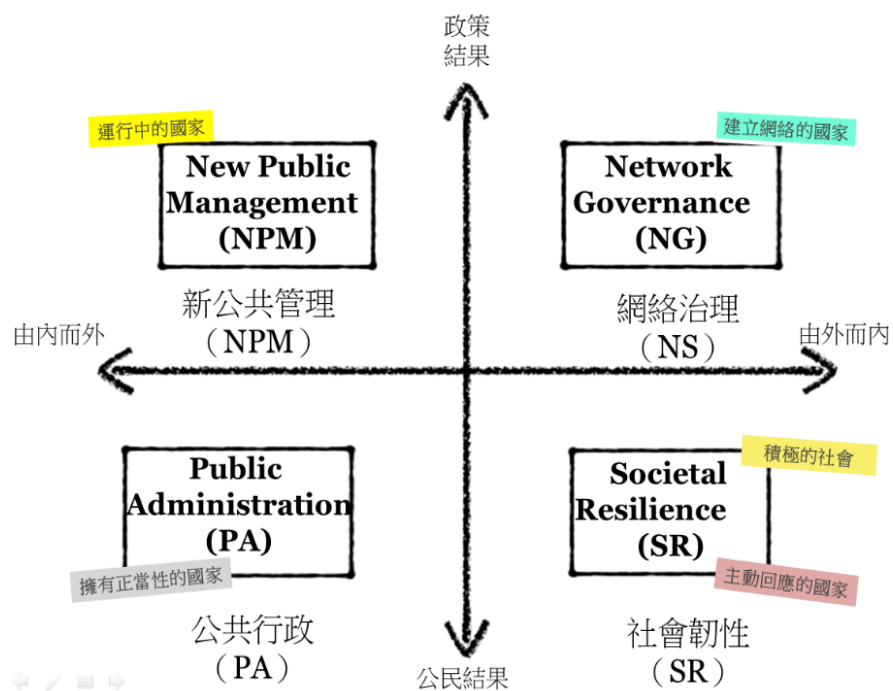 政策
結果
運行中的國家
New Public
Management
(NPM)
新公共管理
(NPM)
建立網絡的國家
Network
Governance
(NG)
網絡治理
(NS)
由內而外
由外而內
Public
Administration
(PA)
擁有正當性的國家
公共行政
(PA)
積極的社會
Societal
Resilience
(SR)
主動回應的國家
社會韌性
(SR)
公民結果